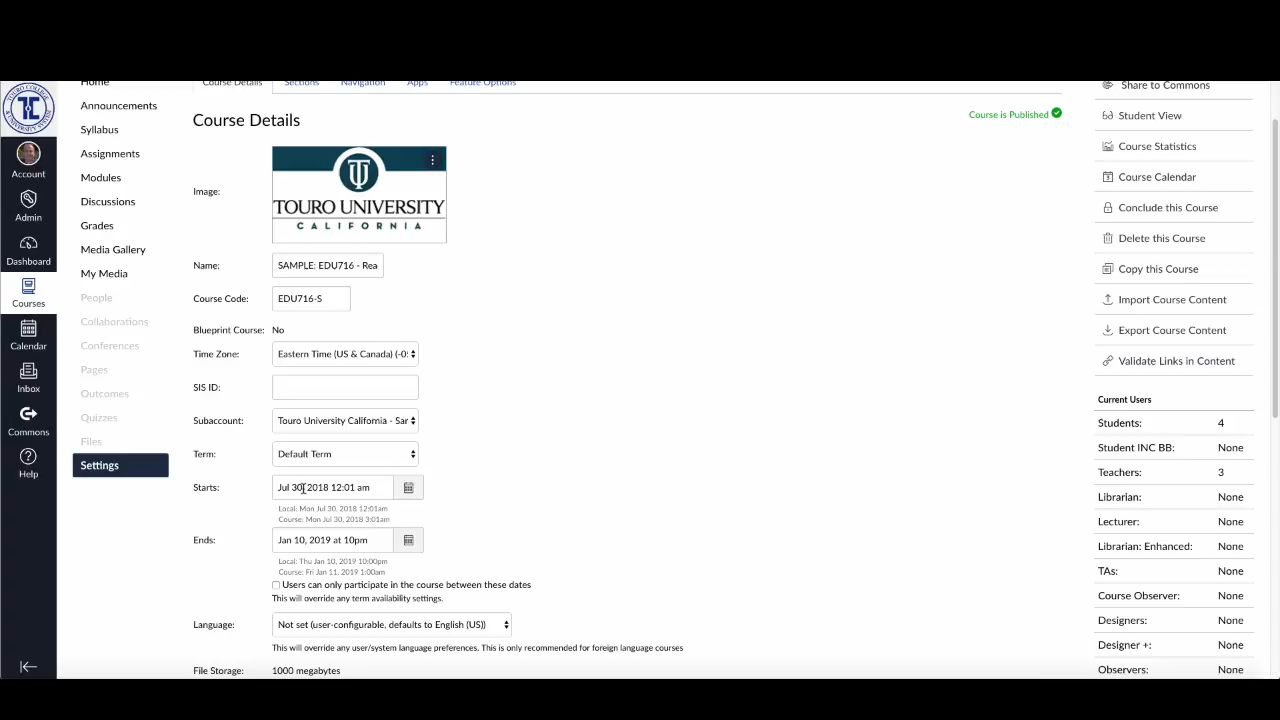 Home
Announcements
Syllabus
Assignments
Modules
Discussions
Grades
Media Gallery
My Media
People
Collaborations
Conferences
Pages
Outcomes
Quizzes
Files
Settings
Account
Admin
Dashboard
Courses
Calendar
Inbox
Commons
Help
Course Details Sections Navigation Apps Feature Options
Course Details
Course is Published
Image:
TOURO UNIVERSITY
CALIFORNIA
Name: SAMPLE: EDU716 - Rea
Course Code: EDU716-S
Blueprint Course: No
Time Zone: Eastern Time (US & Canada) (-0
SIS ID:
Subaccount: Touro University California - Sar
Term: Default Term
Starts: Jul 30, 2018 12:01 am
Local: Mon Jul 30, 2018 12:01am
Course: Mon Jul 30, 2018 3:01am
Ends: Jan 10, 2019 at 10pm
Local: Thu Jan 10, 2019 10:00pm
Course: Fri Jan 11, 2019 1:00am
Users can only participate in the course between these dates
This will override any term availability settings.
Language: Not set (user-configurable, defaults to English (US))
This will override any user/system language preferences. This is only recommended for foreign language courses
File Storage: 1000 megabytes
Share to Commons
Student View
Course Statistics
Course Calendar
Conclude this Course
Delete this Course
Copy this Course
Import Course Content
Export Course Content
Validate Links in Content
Current Users
Students: 4
Student INC BB: None
Teachers: 3
Librarian: None
Lecturer: None
Librarian: Enhanced: None
TAs: None
Course Observer: None
Designers: None
Designer +: None
Observers: None